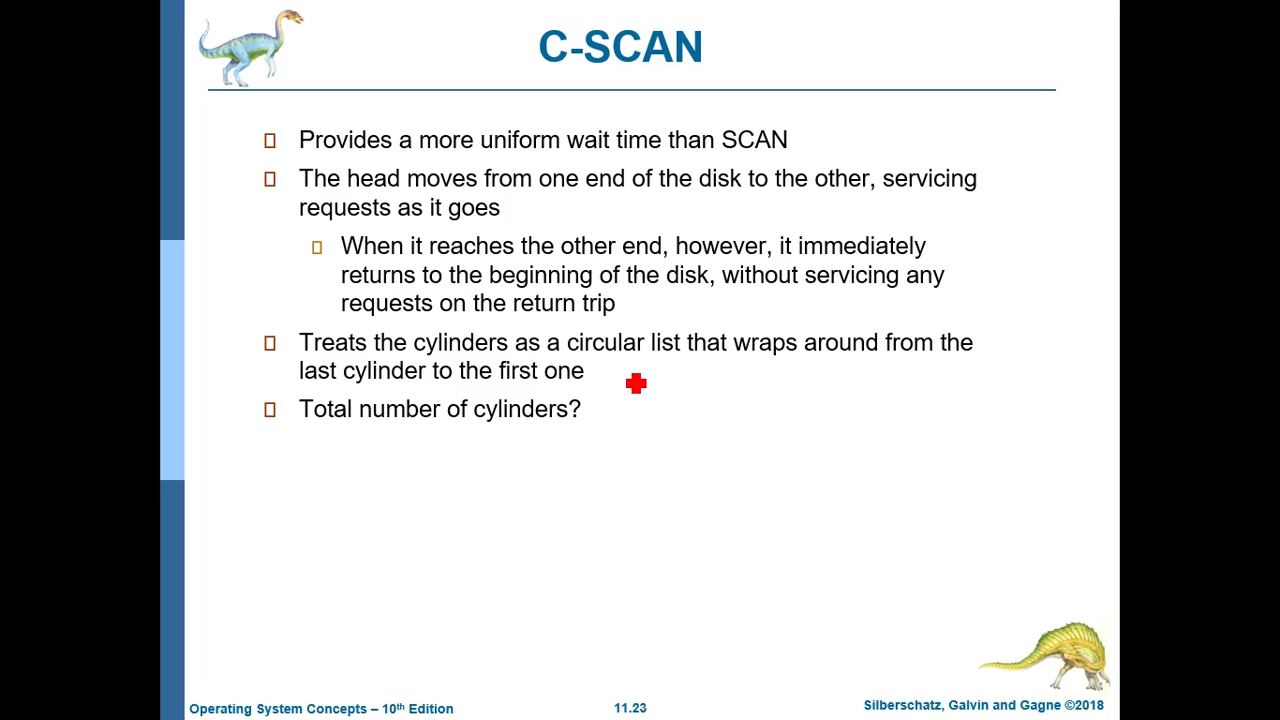 C-SCAN
Provides a more uniform wait time than SCAN
The head moves from one end of the disk to the other, servicing
requests as it goes
When it reaches the other end, however, it immediately
returns to the beginning of the disk, without servicing any
requests on the return trip
Treats the cylinders as a circular list that wraps around from the
last cylinder to the first one
Total number of cylinders?
Operating System Concepts – 10th Edition
11.23
Silberschatz, Galvin and Gagne ©2018